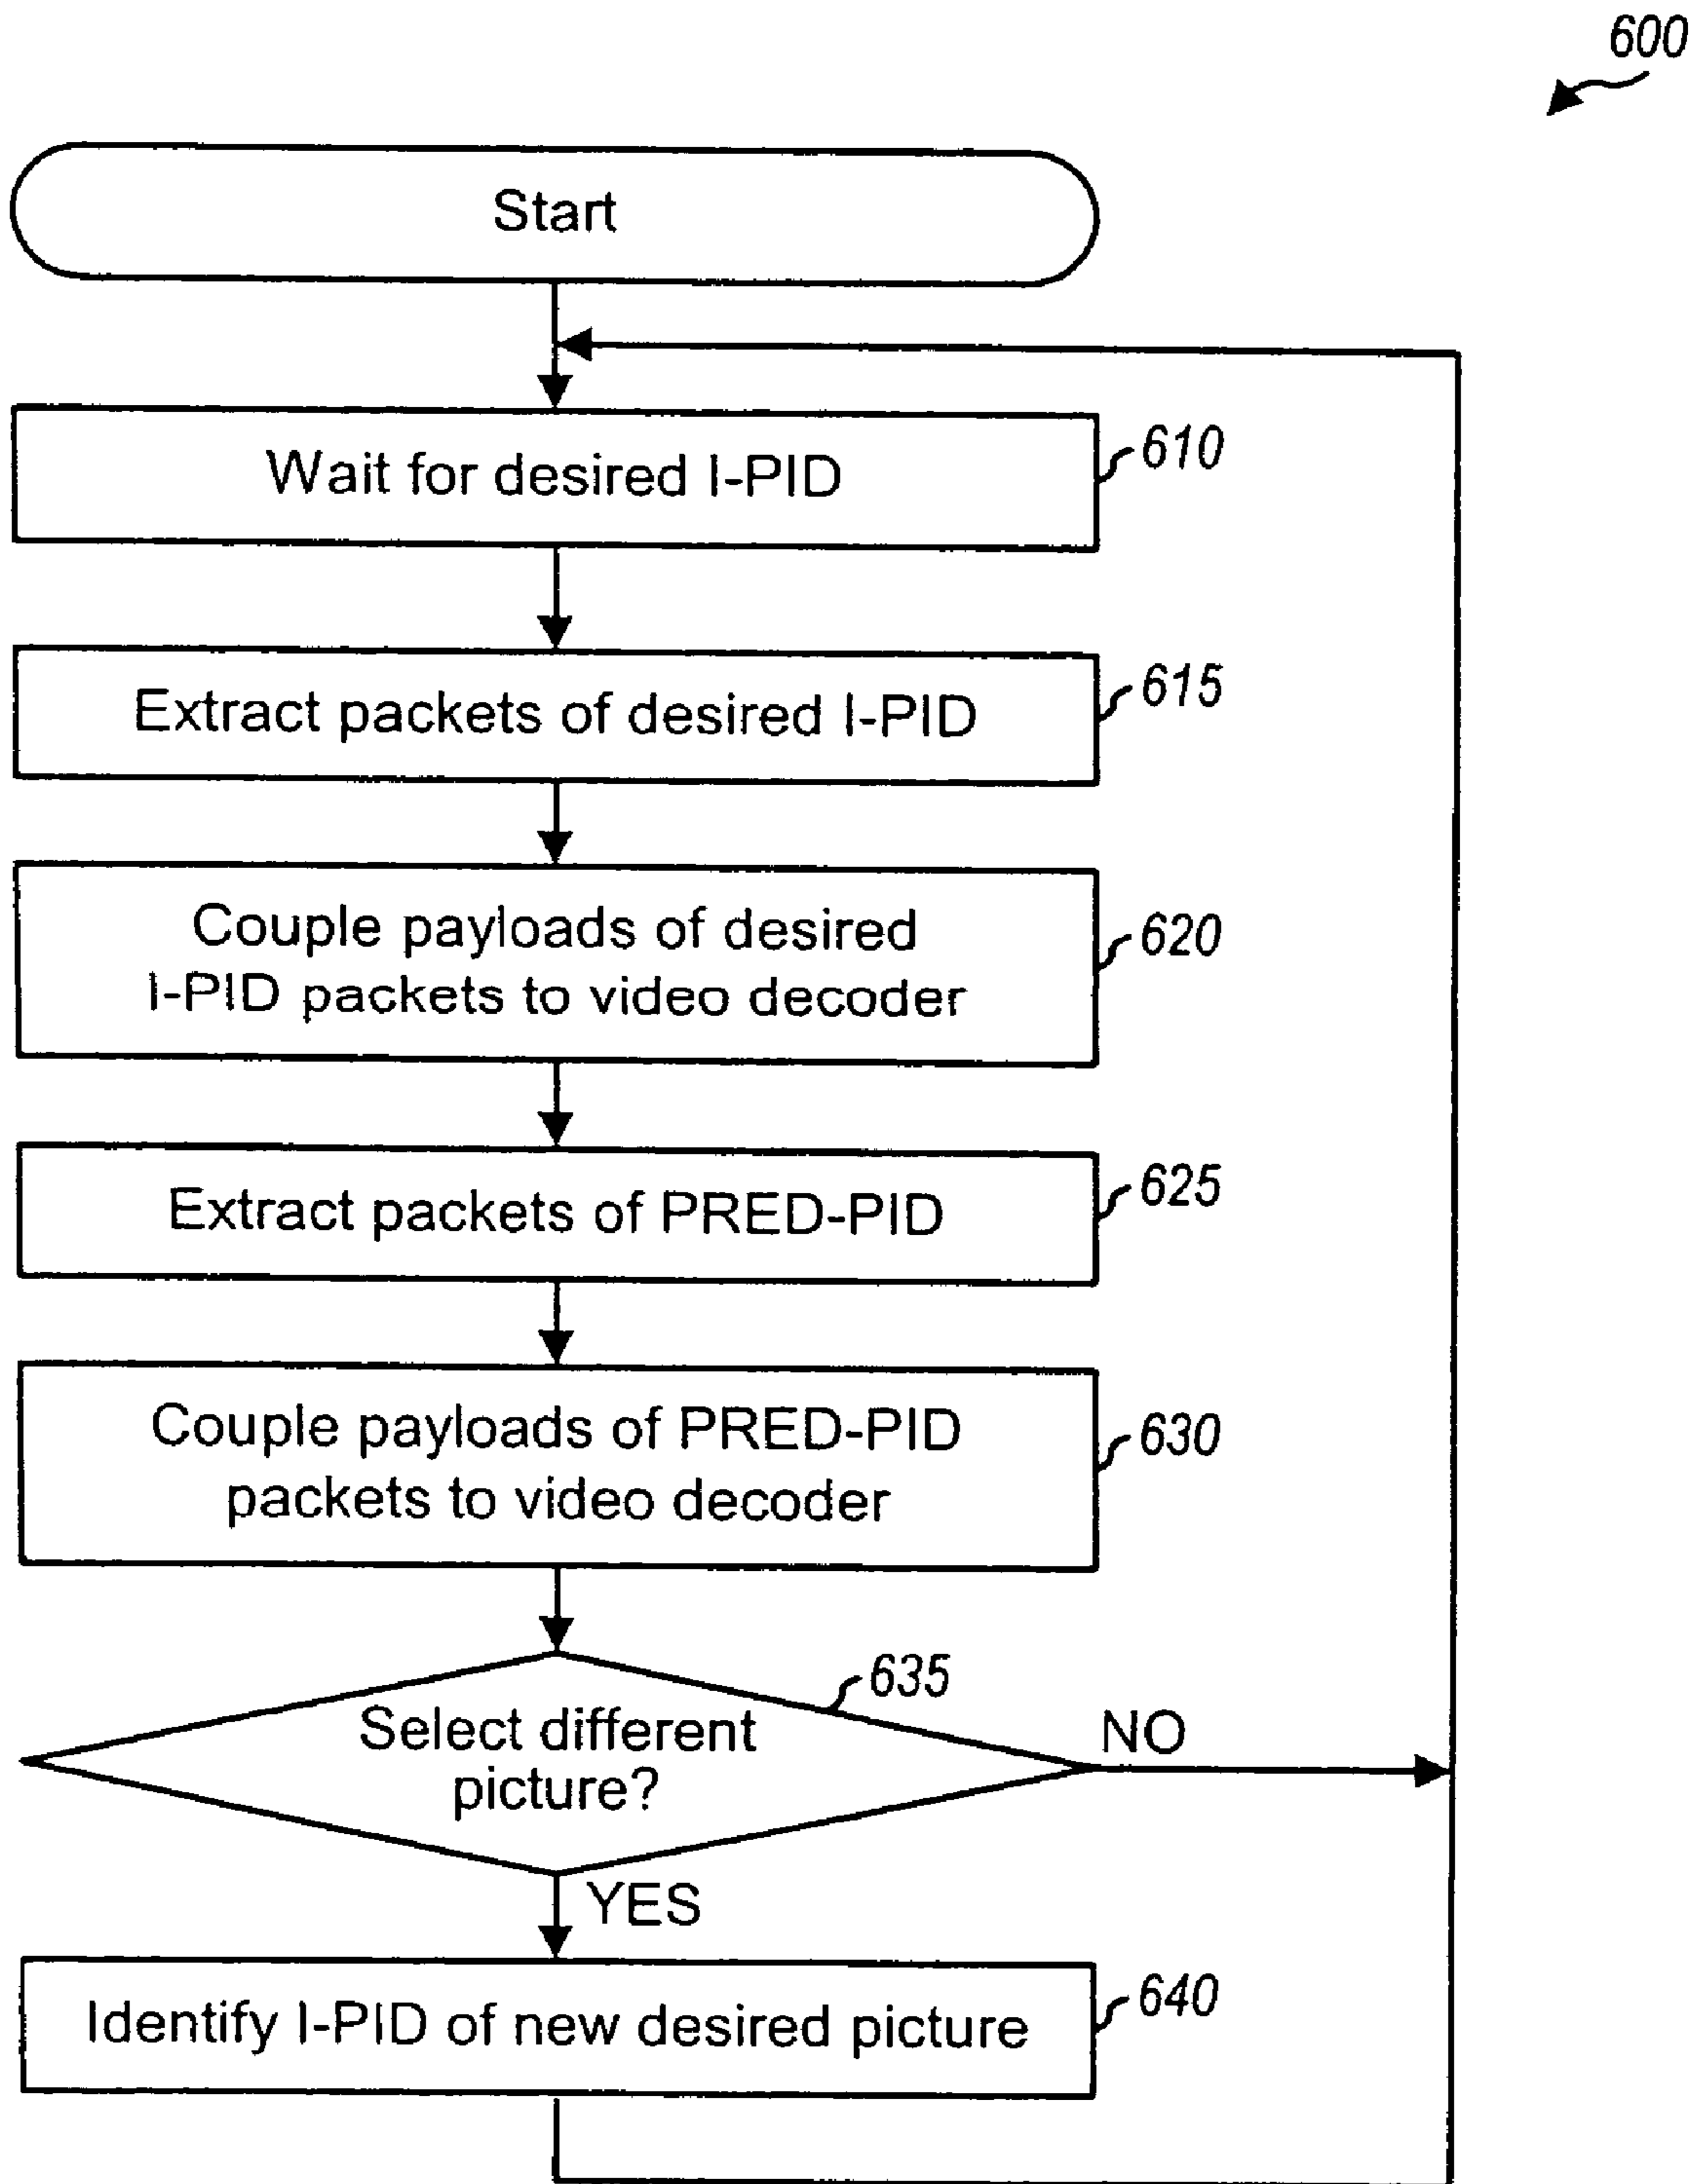 600
Start
Wait for desired I-PID
610
Extract packets of desired I-PID
615
Couple payloads of desired
I-PID packets to video decoder
620
Extract packets of PRED-PID
625
Couple payloads of PRED-PID
packets to video decoder
630
635
Select different
picture?
NO
YES
Identify I-PID of new desired picture
640